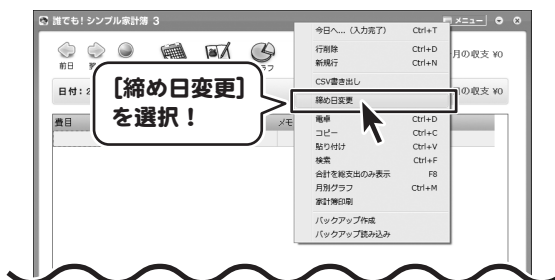 誰でも! シンプル家計簿 3
メニュー
前日
日付: 2
[締め日変更]
を選択！
費目
メモ
今日へ... (入力完了) Ctrl+T
行削除 Ctrl+D
新規行 Ctrl+N
CSV書き出し
締め日変更
電卓 Ctrl+D
コピー Ctrl+C
貼り付け Ctrl+V
検索 Ctrl+F
合計を総支出のみ表示 F8
月別グラフ Ctrl+M
家計簿印刷
バックアップ作成
バックアップ読み込み
月の収支 ¥0
の収支 ¥0